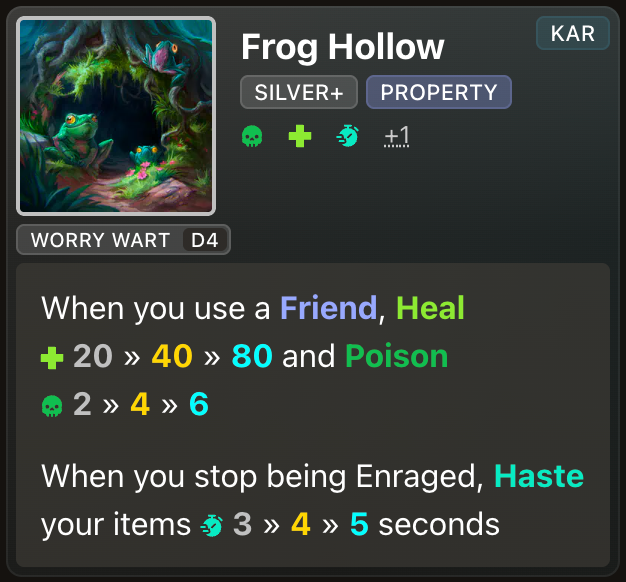 Frog Hollow
KAR
SILVER+ PROPERTY
+1
WORRY WART D4
When you use a Friend, Heal
20 » 40 » 80 and Poison
2 » 4 » 6
When you stop being Enraged, Haste
your items 3 » 4 » 5 seconds